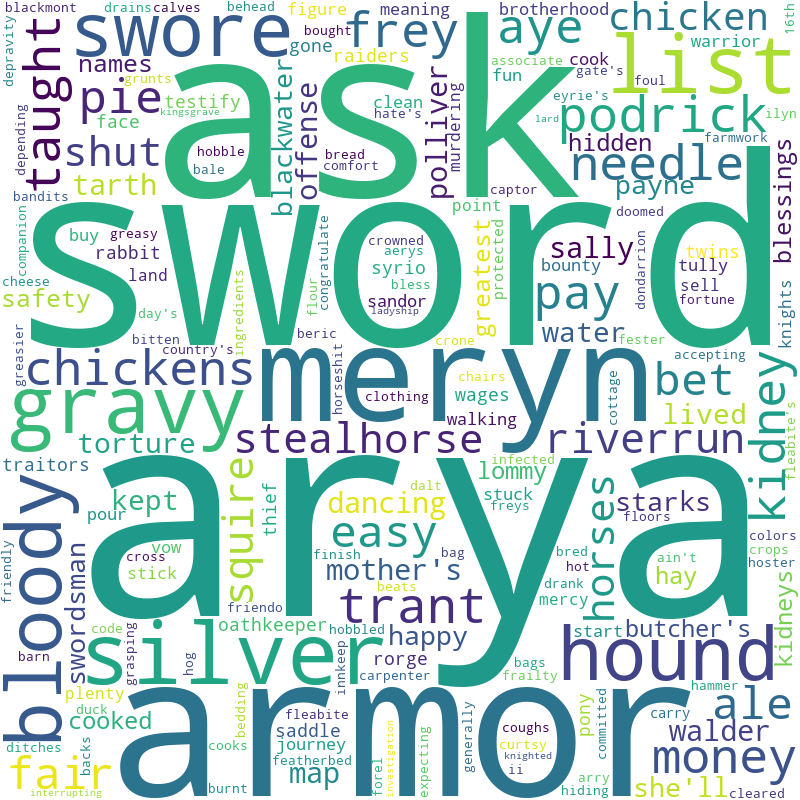 blackmont drains calves behead figure meaning brotherhood chicken 16th
depravity swore frey aye warrior
names grunts bought gone raiders associate cook gate's list
taught pie testify kingsgrave clean hate's fun foul
face ask eyrie's podrick ilyn
depending shut hobble blackwater offense polliver murdering lard hidden farmwork
bandits tarth bale bread comfort captor needle payne blessings
companion buy greasy sword crowned point doomed
rabbit aerys sally twins
cheese land congratulate syrio greatest protected bounty tully dondarrion
safety day's ingredients flour bless sandor pay sell fortune knights
greasier bitten beric ladyship water fester
chickens country's horseshit crone meryn accepting
gravy chairs cottage bet kidney
clothing wages lived fleabite's
torture stealhorse walking riverrun
traitors infected
bloody kept squire thief dalt lommy horses starks
pour dancing freys stuck floors colors
friendly vow easy bag bred ain't crops
cross arya finish hot hoster
swordsman stick mother's beats drank hay
friendo trant mercy kidneys
code oathkeeper hobbled happy start butcher's
barn grasping silver innkeep rorge bags hound
hog carpenter frailty hammer
plenty bedding fleabite pony committed carry ale
duck cooked saddle coughs walder
ditches backs cooks journey generally curtsy money
fair armor featherbed knighted arry
map forel investigation expecting ii hiding she'll
interrupting burnt cleared